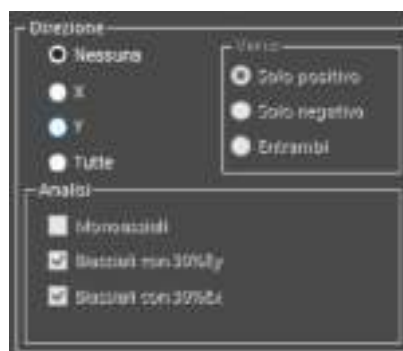 Direzione
Nessuna
X
Y
Tutte
Verso
Solo positivo
Solo negativo
Entrambi
Analisi
Monoassiali
Biassiali con 30%Ey
Biassiali con 30%Ex